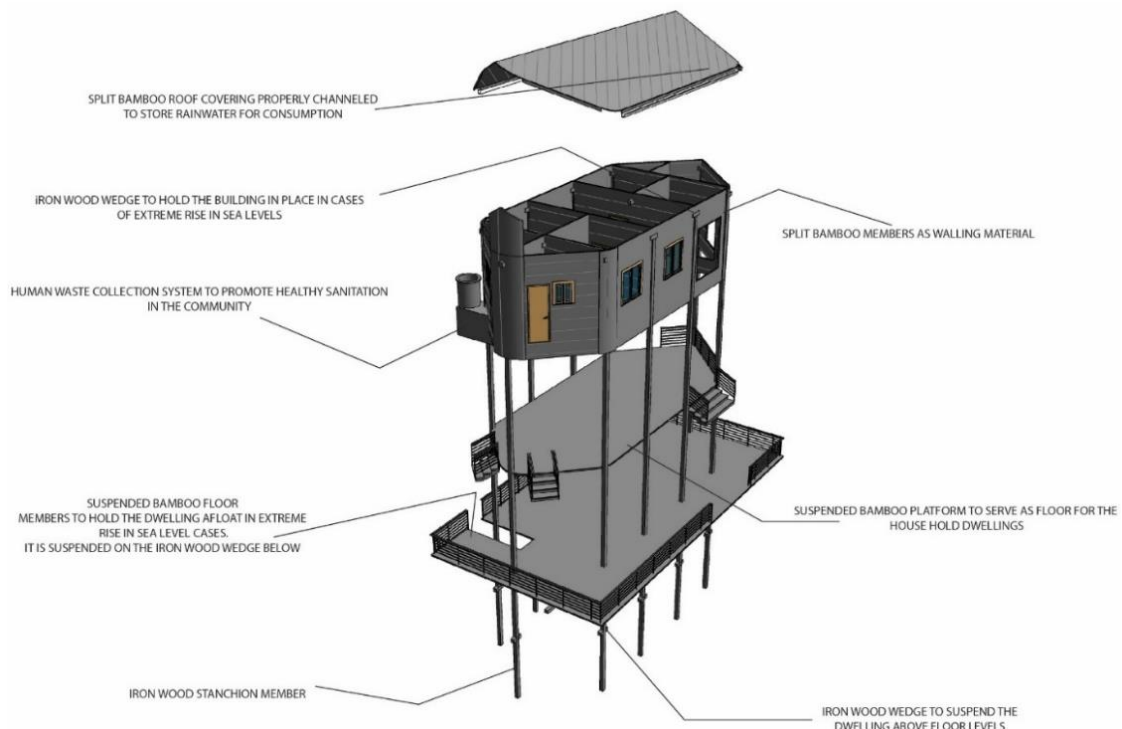 SPLIT BAMBOO ROOF COVERING PROPERLY CHANNELED
TO STORE RAINWATER FOR CONSUMPTION
iRON WOOD WEDGE TO HOLD THE BUILDING IN PLACE IN CASES
OF EXTREME RISE IN SEA LEVELS
SPLIT BAMBOO MEMBERS AS WALLING MATERIAL
HUMAN WASTE COLLECTION SYSTEM TO PROMOTE HEALTHY SANITATION
IN THE COMMUNITY
SUSPENDED BAMBOO FLOOR
MEMBERS TO HOLD THE DWELLING AFLOAT IN EXTREME
RISE IN SEA LEVEL CASES.
IT IS SUSPENDED ON THE IRON WOOD WEDGE BELOW
SUSPENDED BAMBOO PLATFORM TO SERVE AS FLOOR FOR THE
HOUSE HOLD DWELLINGS
IRON WOOD STANCHION MEMBER
IRON WOOD WEDGE TO SUSPEND THE
DWELLING ABOVE FLOOR LEVELS